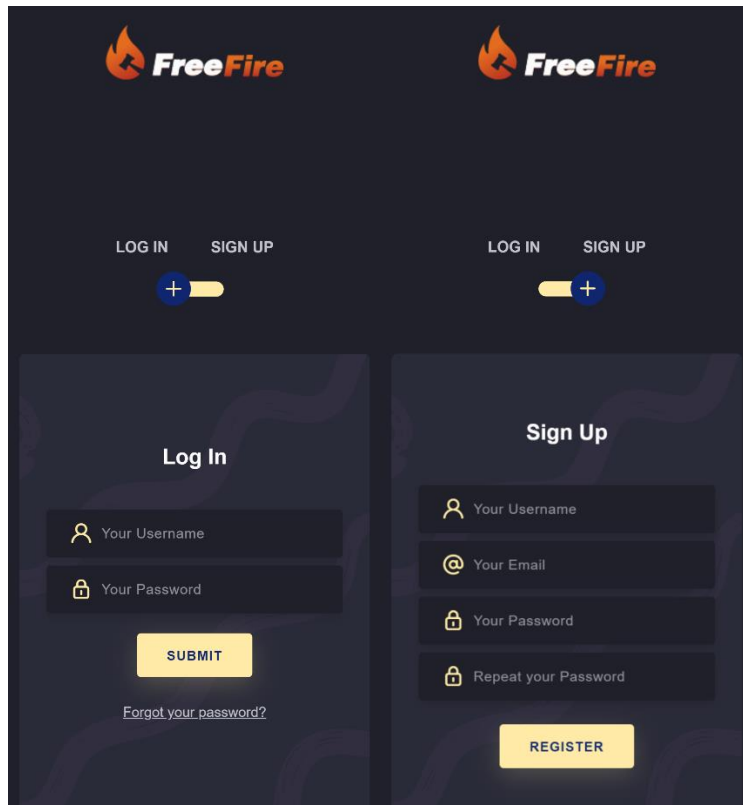 FreeFire
LOG IN SIGN UP
Log In
Your Username
Your Password
SUBMIT
Forgot your password?
FreeFire
LOG IN SIGN UP
Sign Up
Your Username
Your Email
Your Password
Repeat your Password
REGISTER